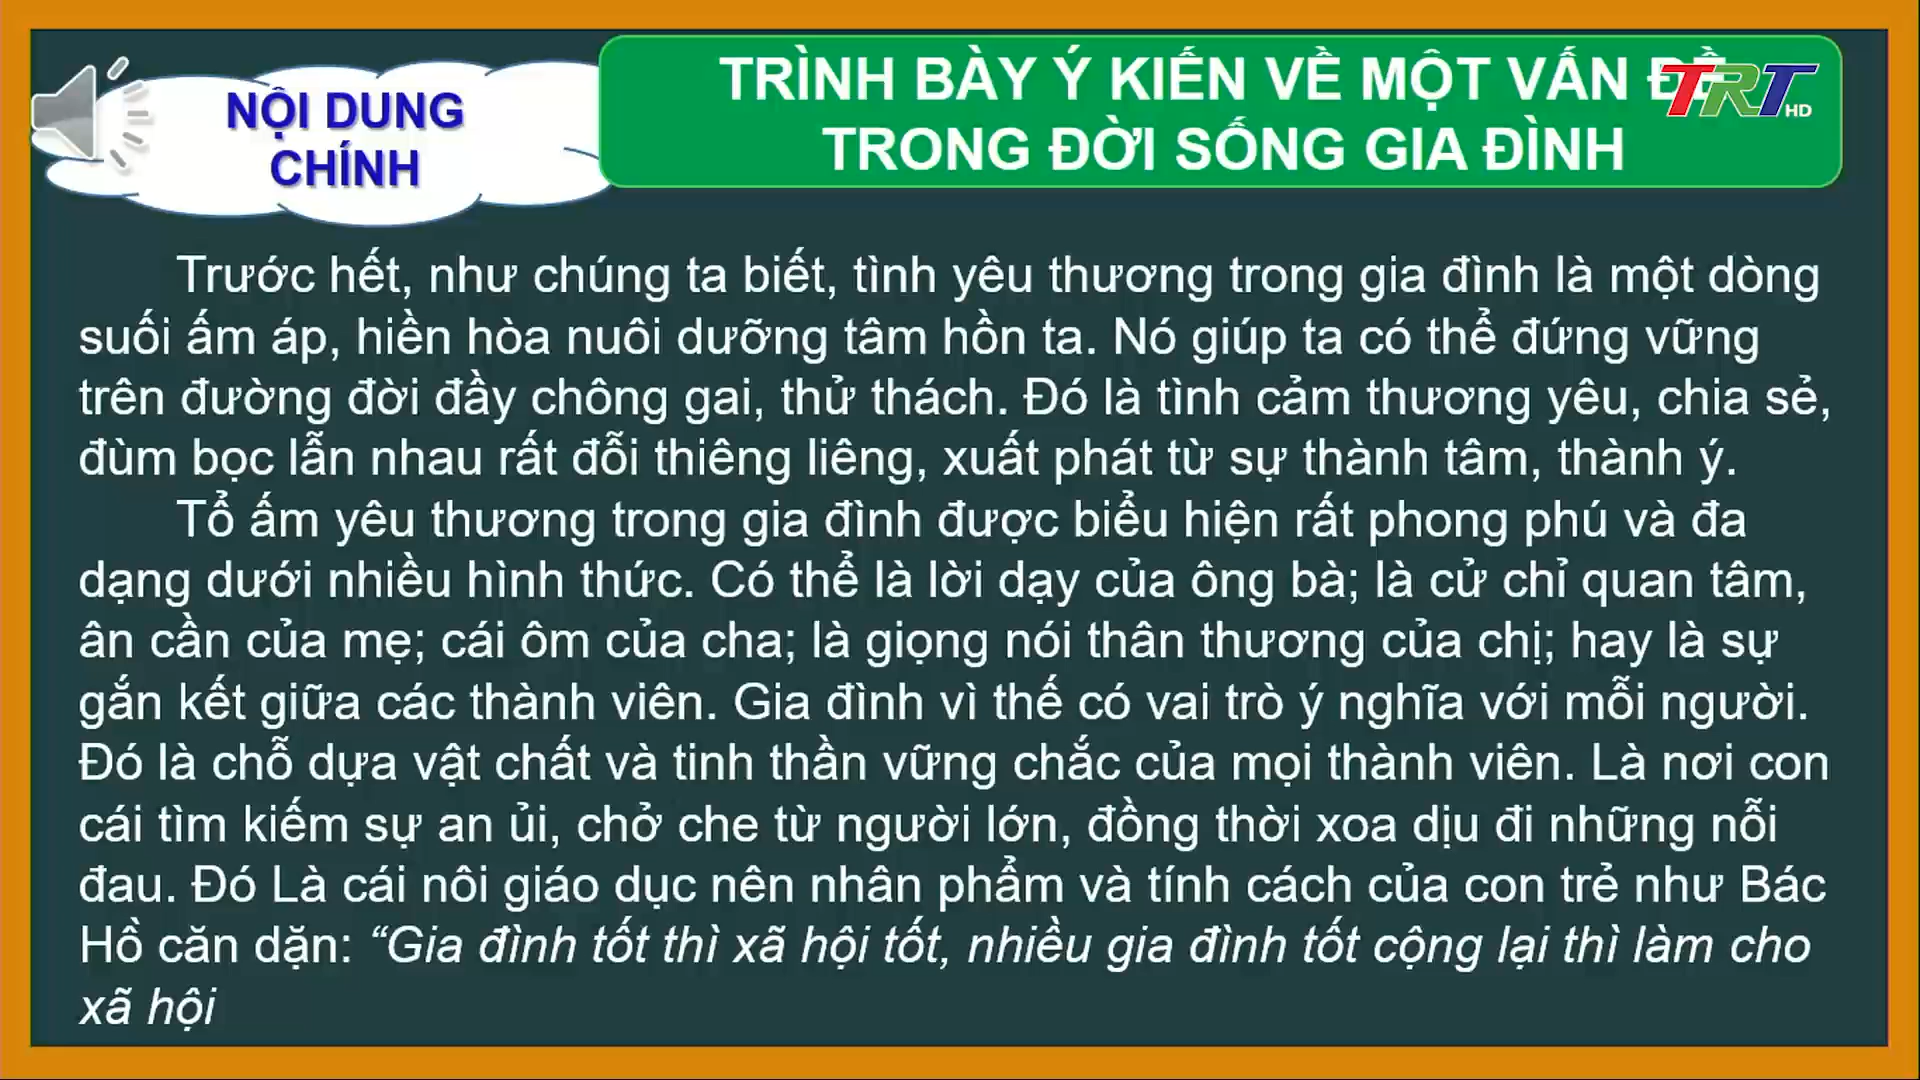 NỘI DUNG
CHÍNH
TRÌNH BÀY Ý KIẾN VỀ MỘT VẤN ĐỀ
TRONG ĐỜI SỐNG GIA ĐÌNH
TRT HD
Trước hết, như chúng ta biết, tình yêu thương trong gia đình là một dòng
suối ấm áp, hiền hòa nuôi dưỡng tâm hồn ta. Nó giúp ta có thể đứng vững
trên đường đời đầy chông gai, thử thách. Đó là tình cảm thương yêu, chia sẻ,
đùm bọc lẫn nhau rất đỗi thiêng liêng, xuất phát từ sự thành tâm, thành ý.
Tổ ấm yêu thương trong gia đình được biểu hiện rất phong phú và đa
dạng dưới nhiều hình thức. Có thể là lời dạy của ông bà; là cử chỉ quan tâm,
ân cần của mẹ; cái ôm của cha; là giọng nói thân thương của chị; hay là sự
gắn kết giữa các thành viên. Gia đình vì thế có vai trò ý nghĩa với mỗi người.
Đó là chỗ dựa vật chất và tinh thần vững chắc của mọi thành viên. Là nơi con
cái tìm kiếm sự an ủi, chở che từ người lớn, đồng thời xoa dịu đi những nỗi
đau. Đó Là cái nôi giáo dục nên nhân phẩm và tính cách của con trẻ như Bác
Hồ căn dặn: “Gia đình tốt thì xã hội tốt, nhiều gia đình tốt cộng lại thì làm cho
xã hội